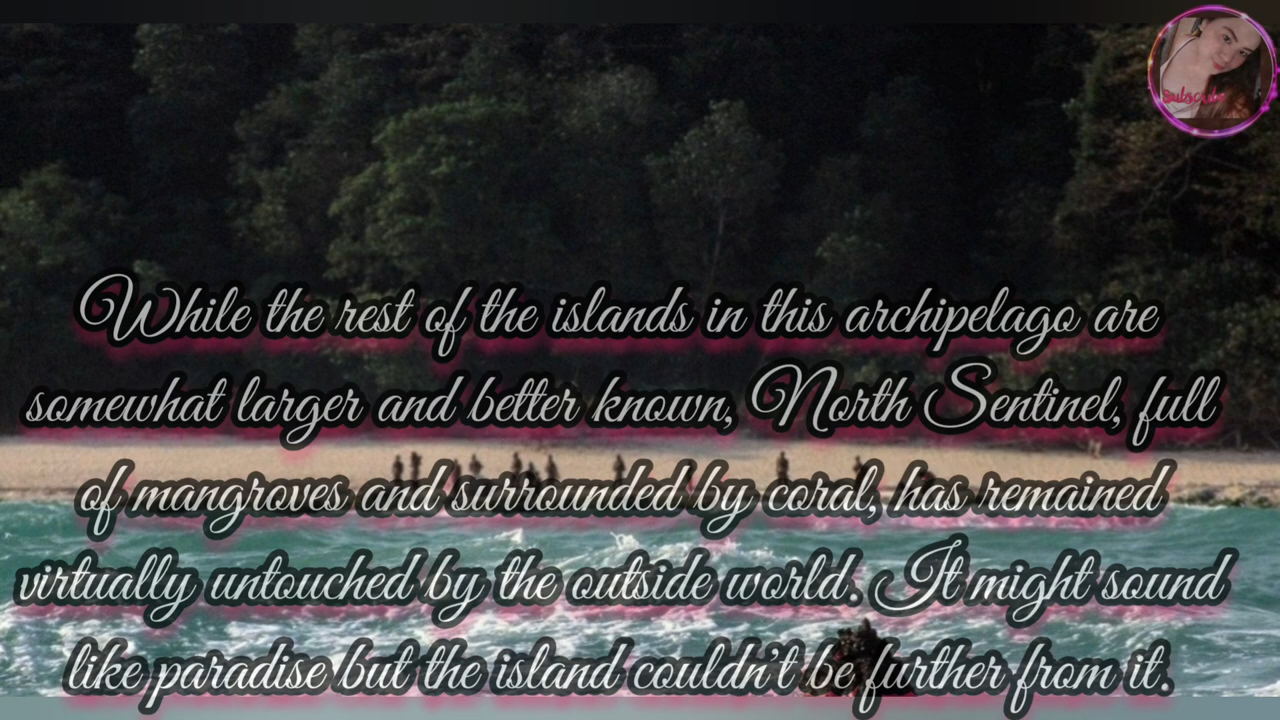 Subscribe
While the rest of the islands in this archipelago are
somewhat larger and better known, North Sentinel, full
of mangroves and surrounded by coral, has remained
virtually untouched by the outside world. It might sound
like paradise but the island couldn't be further from it.